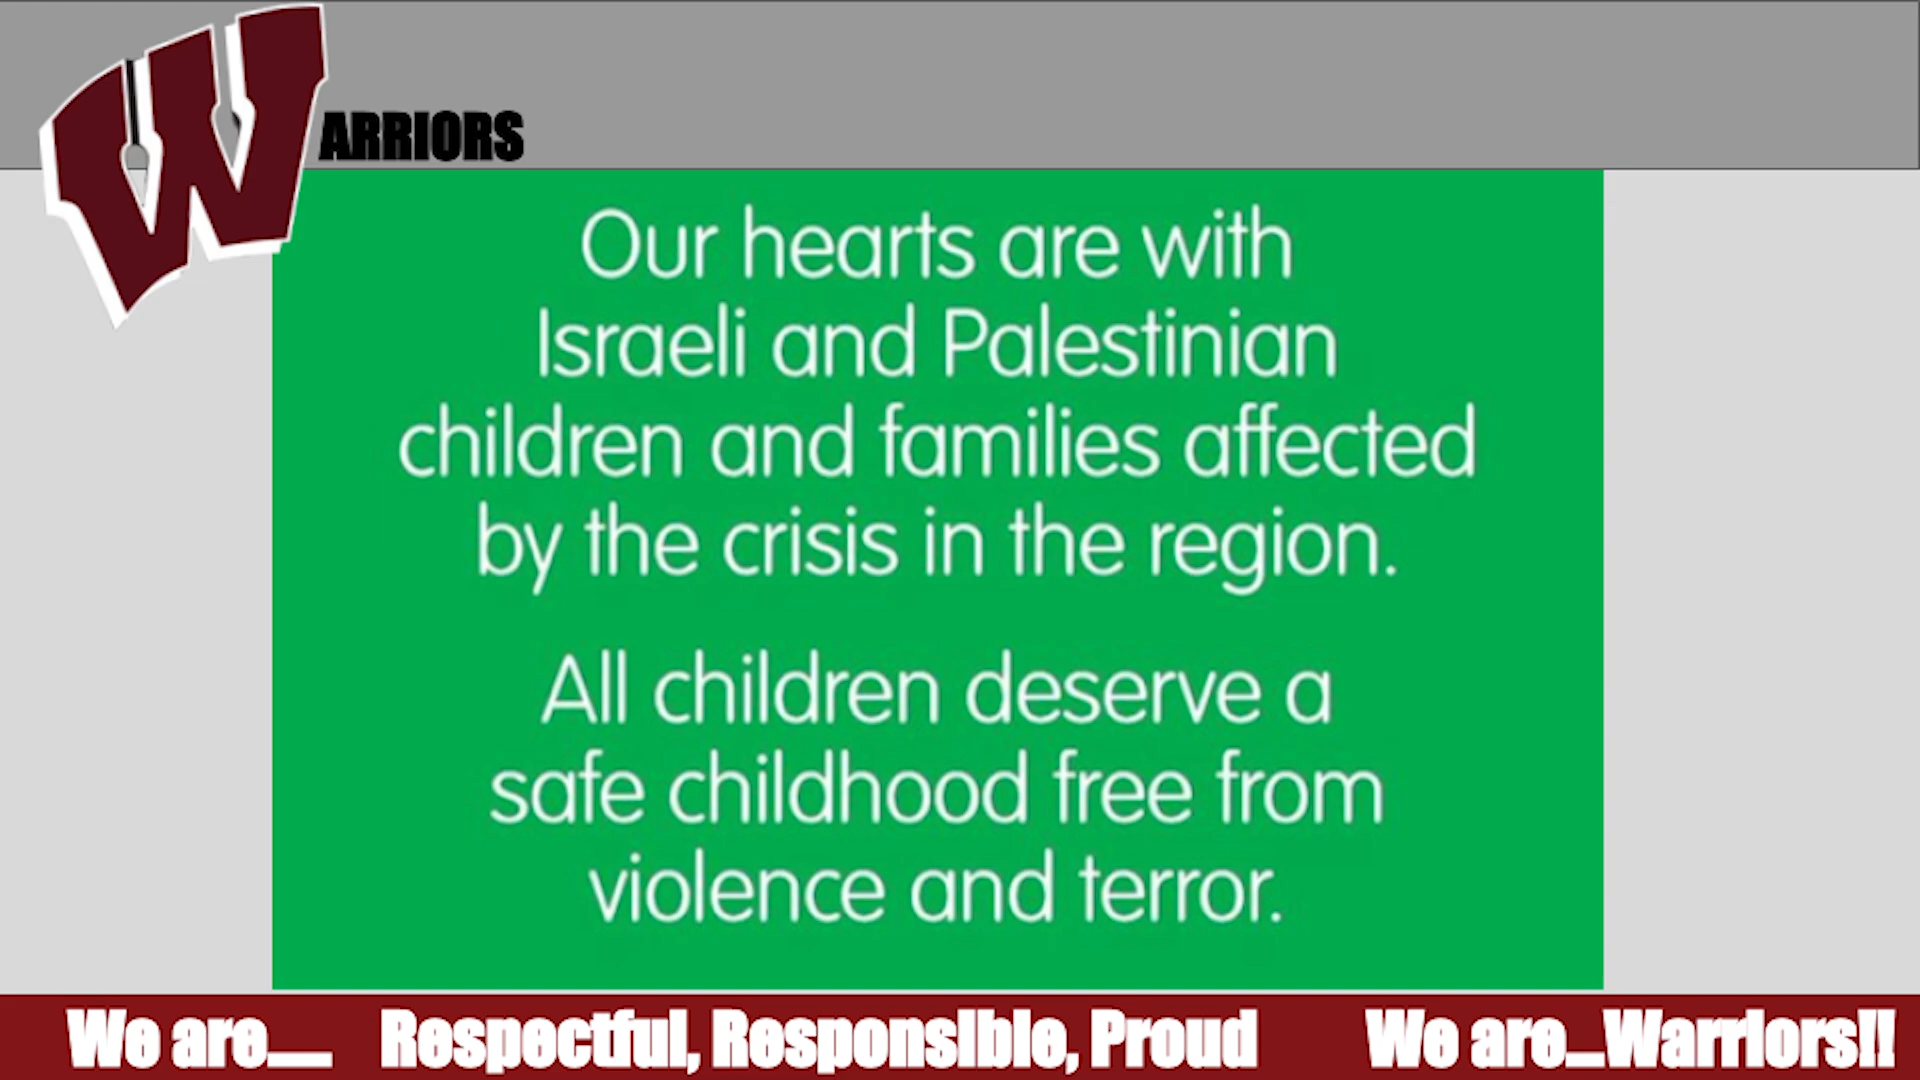 WARRIORS
Our hearts are with
Israeli and Palestinian
children and families affected
by the crisis in the region.
All children deserve a
safe childhood free from
violence and terror.
We are..... Respectful, Responsible, Proud We are...Warriors!!